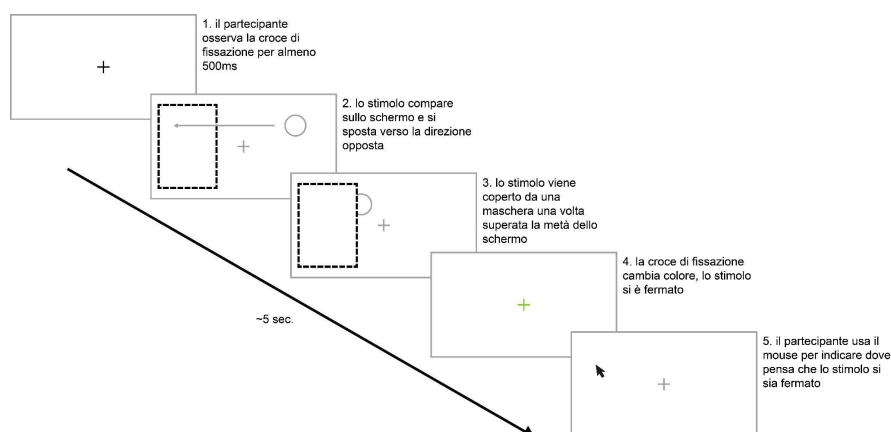 1. il partecipante
osserva la croce di
fissazione per almeno
500ms
2. lo stimolo compare
sullo schermo e si
sposta verso la direzione
opposta
3. lo stimolo viene
coperto da una
maschera una volta
superata la metà dello
schermo
4. la croce di fissazione
cambia colore, lo stimolo
si è fermato
~5 sec.
5. il partecipante usa il
mouse per indicare dove
pensa che lo stimolo si
sia fermato